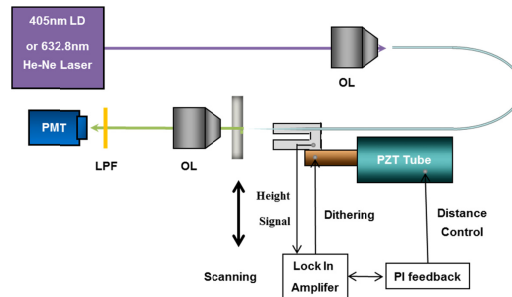 405nm LD
or 632.8nm
He-Ne Laser
OL
PMT
LPF
OL
PZT Tube
Height
Signal
Dithering
Distance
Control
Scanning
Lock In
Amplifer
PI feedback